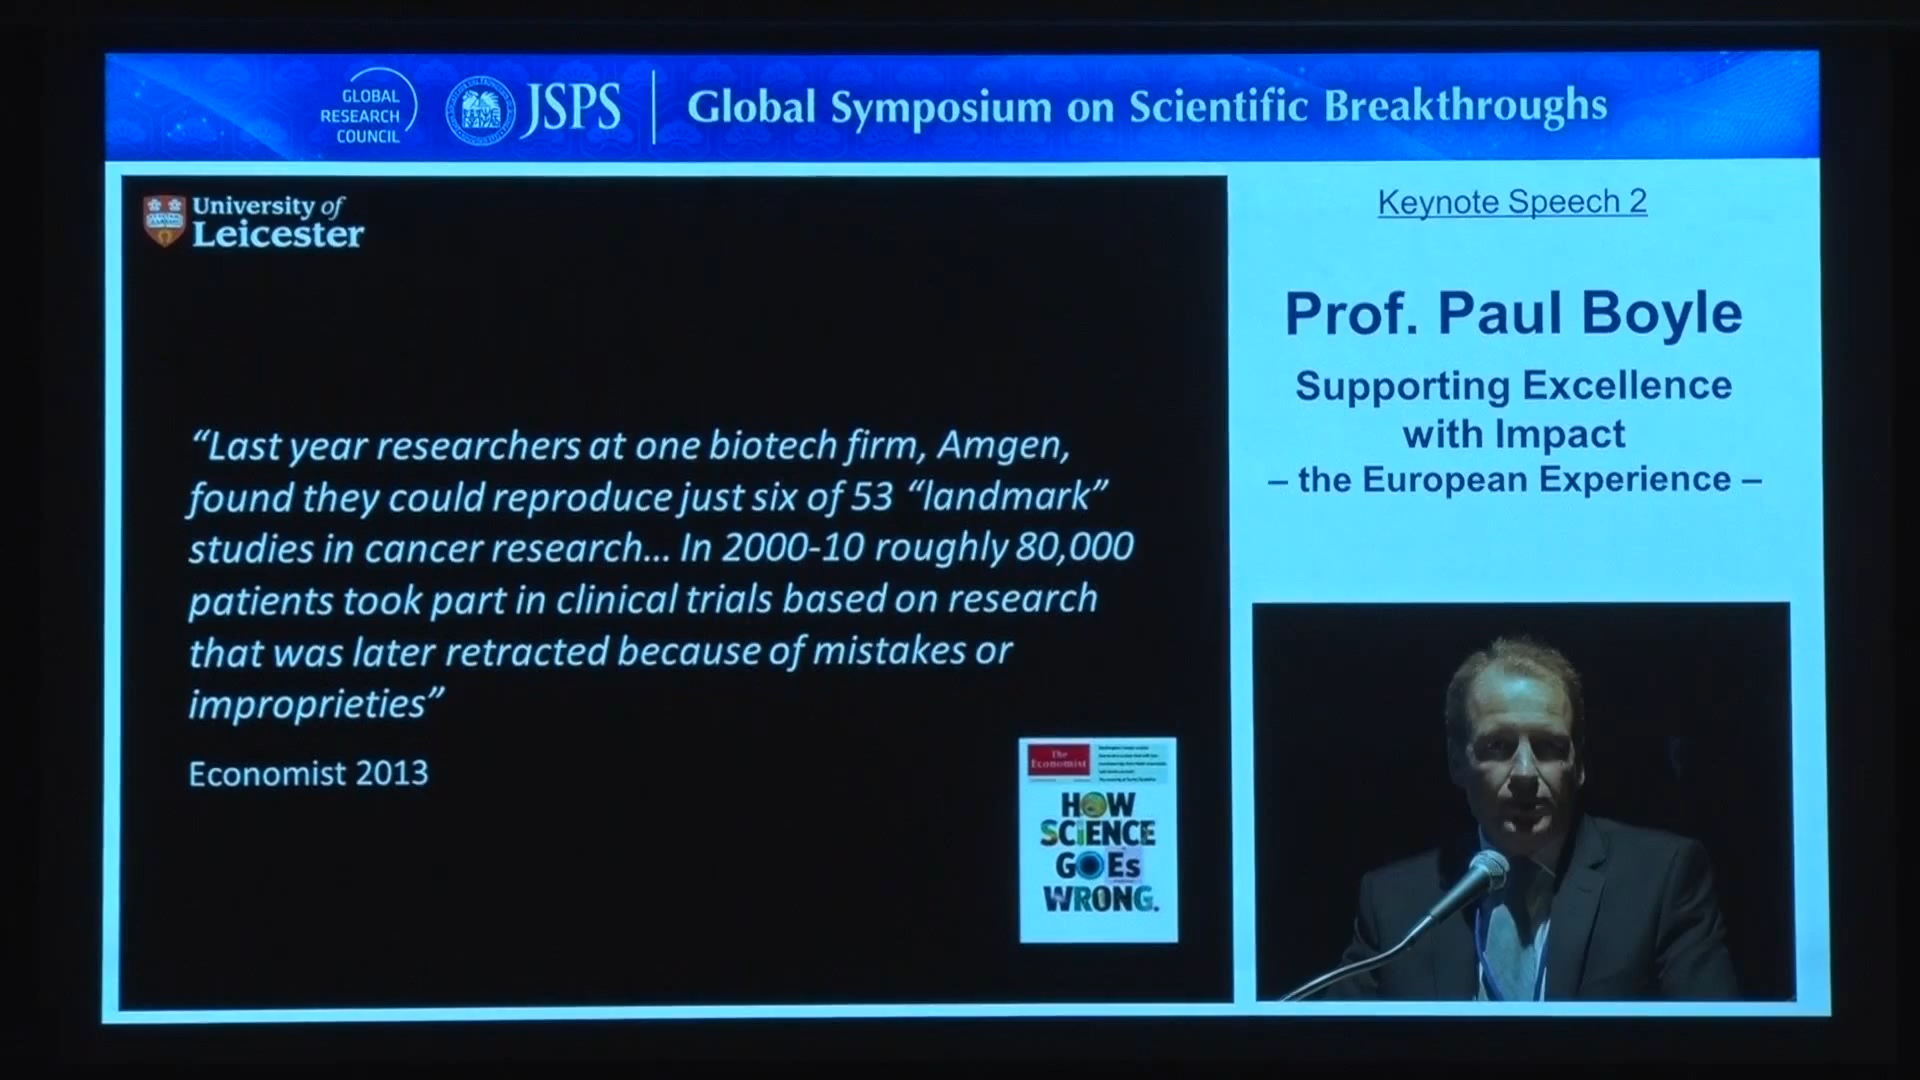 GLOBAL
RESEARCH
COUNCIL
JSPS
Global Symposium on Scientific Breakthroughs
University of
Leicester
“Last year researchers at one biotech firm, Amgen,
found they could reproduce just six of 53 “landmark”
studies in cancer research... In 2000-10 roughly 80,000
patients took part in clinical trials based on research
that was later retracted because of mistakes or
improprieties”
Economist 2013
The
Economist
HOW
SCiENCE
GOEs
WRONG.
Keynote Speech 2
Prof. Paul Boyle
Supporting Excellence
with Impact
– the European Experience –